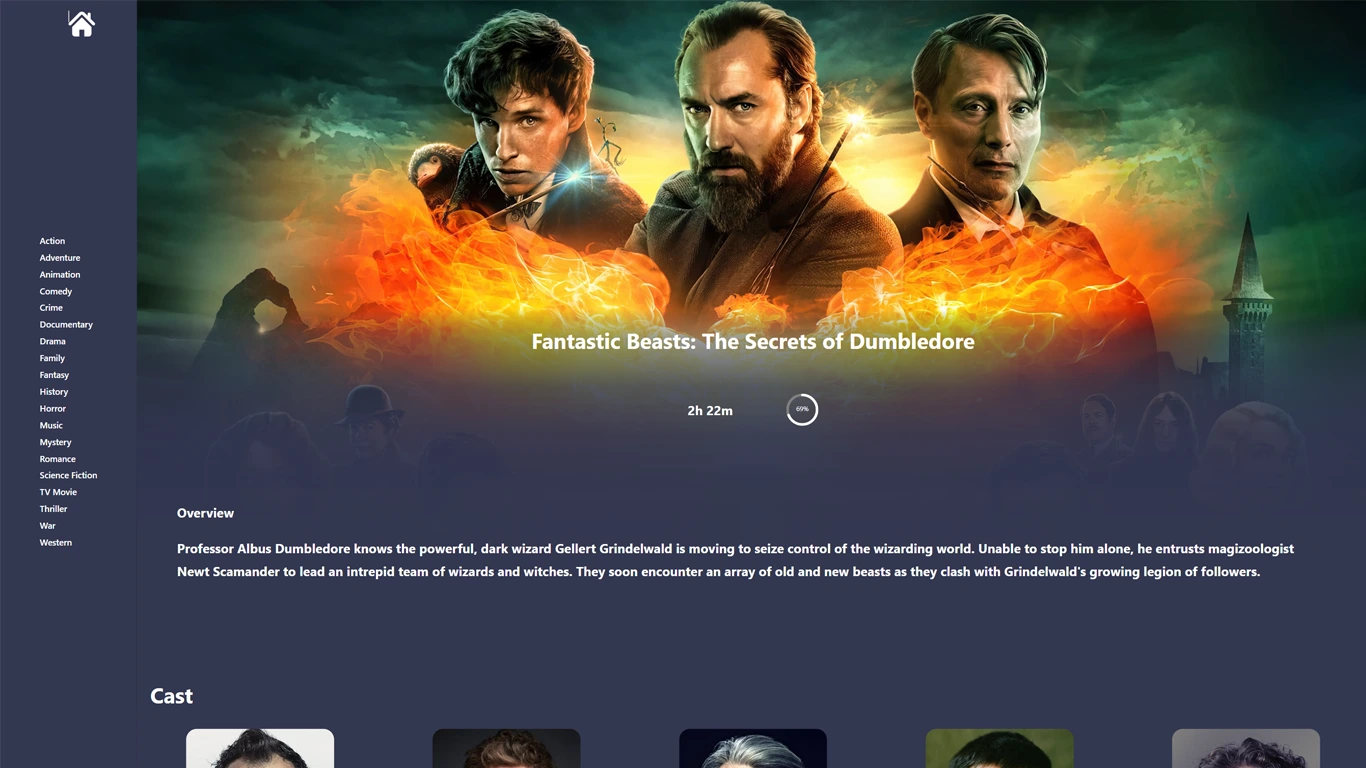 Action
Adventure
Animation
Comedy
Crime
Documentary
Drama
Family
Fantasy
History
Horror
Music
Mystery
Romance
Science Fiction
TV Movie
Thriller
War
Western
Fantastic Beasts: The Secrets of Dumbledore
2h 22m
69%
Overview
Professor Albus Dumbledore knows the powerful, dark wizard Gellert Grindelwald is moving to seize control of the wizarding world. Unable to stop him alone, he entrusts magizoologist
Newt Scamander to lead an intrepid team of wizards and witches. They soon encounter an array of old and new beasts as they clash with Grindelwald's growing legion of followers.
Cast